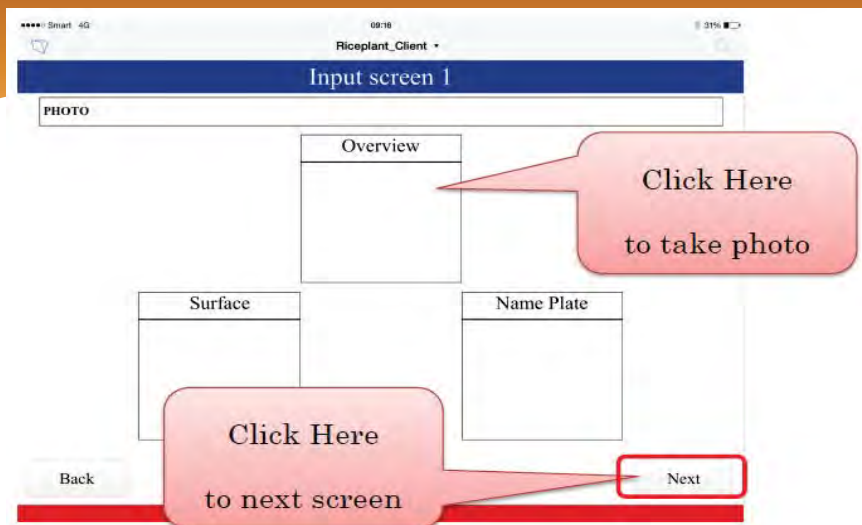 Smart 4G 09:16 31%
Riceplant_Client
Input screen 1
PHOTO
Overview
Click Here
to take photo
Surface
Name Plate
Click Here
to next screen
Back
Next